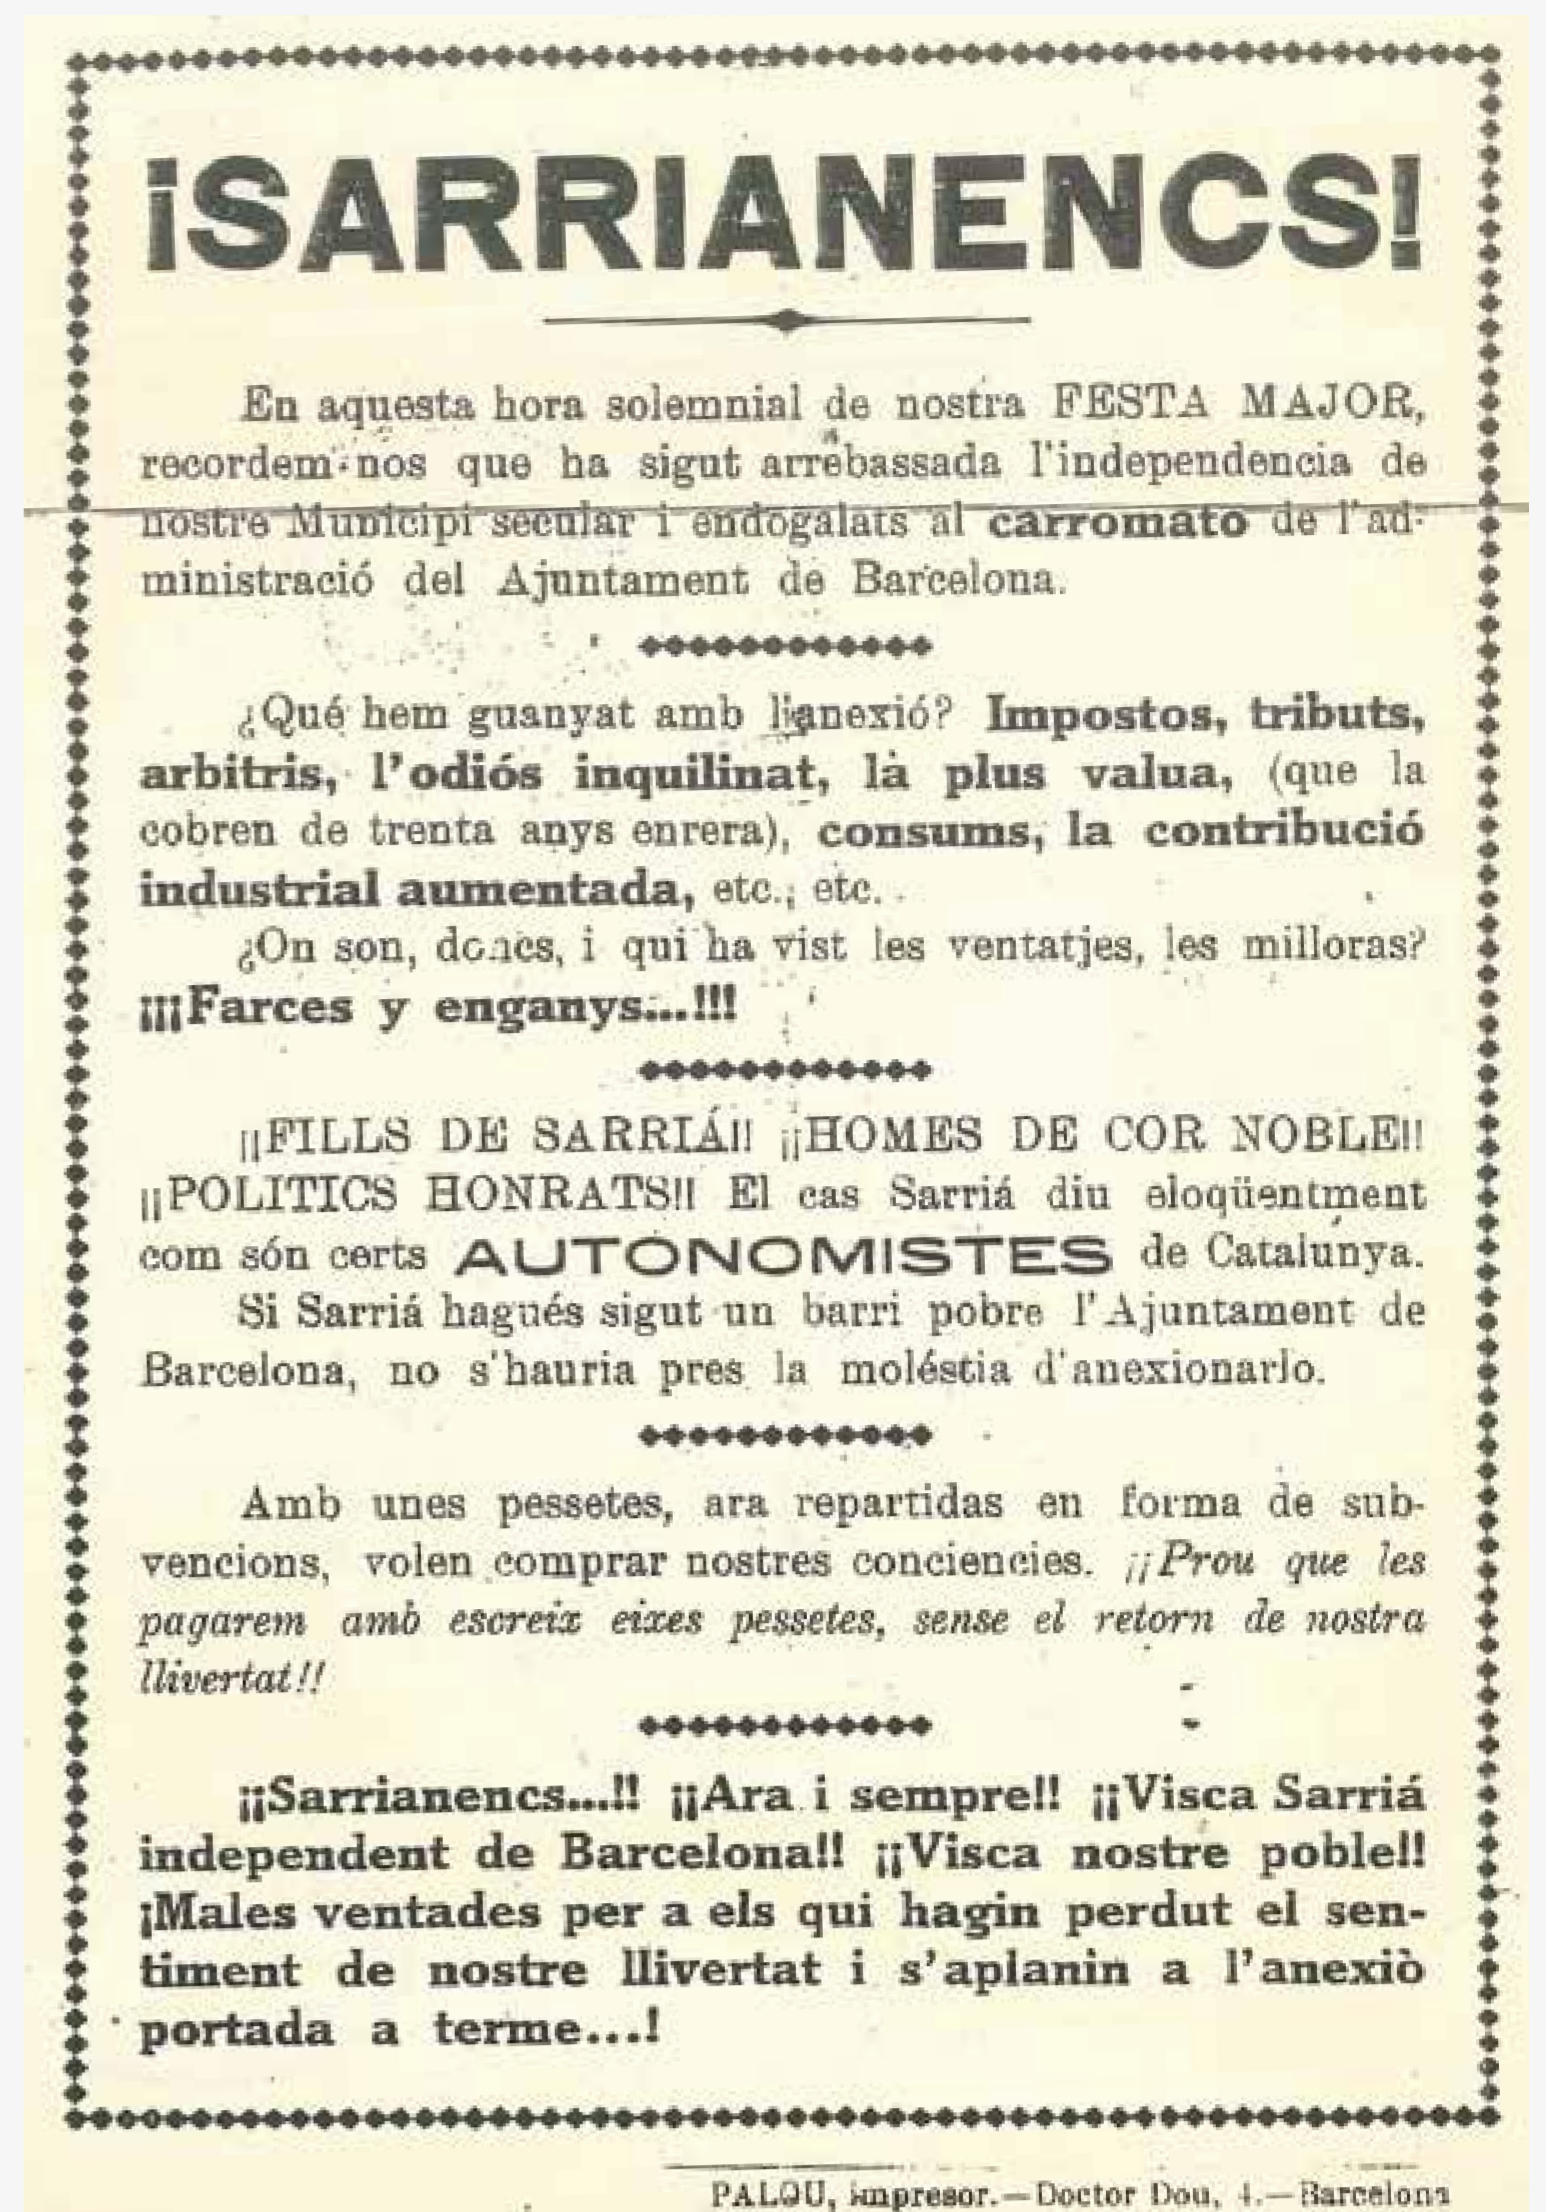 ¡SARRIANENCS!
En aquesta hora solemnial de nostra FESTA MAJOR,
recordem-nos que ha sigut arrebassada l'independencia de
nostre Municipi secular i endogalats al carromato de l'ad-
ministració del Ajuntament de Barcelona.
¿Qué hem guanyat amb l'anexió? Impostos, tributs,
arbitris, l'odiós inquilinat, la plus valua, (que la
cobren de trenta anys enrera), consums, la contribució
industrial aumentada, etc., etc.
¿On son, doncs, i qui ha vist les ventatjes, les milloras?
¡¡¡Farces y enganys...!!!
¡¡FILLS DE SARRIÁ!! ¡¡HOMES DE COR NOBLE!!
¡¡POLITICS HONRATS!! El cas Sarriá diu eloqüentment
com són certs AUTONOMISTES de Catalunya.
Si Sarriá hagués sigut un barri pobre l'Ajuntament de
Barcelona, no s'hauria pres la moléstia d'anexionarlo.
Amb unes pessetes, ara repartidas en forma de sub-
vencions, volen comprar nostres conciencies. ¡¡Prou que les
pagarem amb escreix eixes pessetes, sense el retorn de nostra
llivertat!!
¡¡Sarrianencs...!! ¡¡Ara i sempre!! ¡¡Visca Sarriá
independent de Barcelona!! ¡¡Visca nostre poble!!
¡Males ventades per a els qui hagin perdut el sen-
timent de nostre llivertat i s'aplanin a l'anexiò
portada a terme...!
PALOU, impresor.—Doctor Dou, 4.—Barcelona